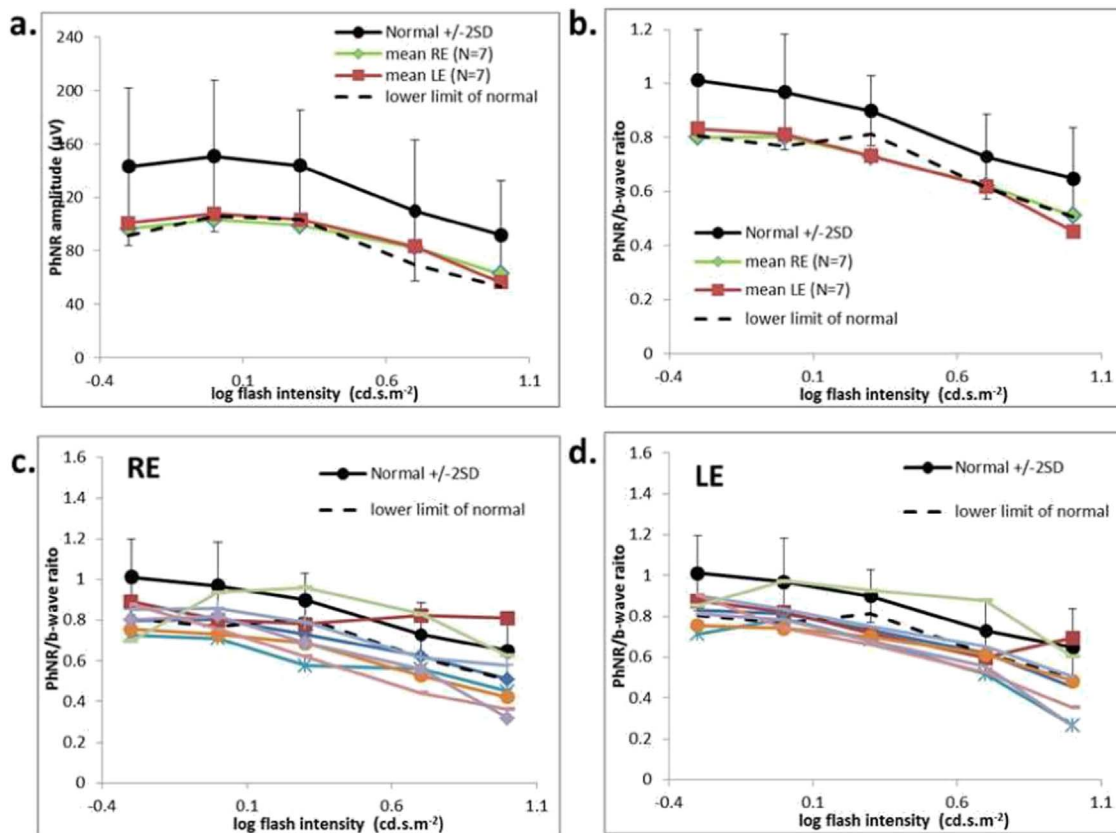 a.
Normal +/-2SD
mean RE (N=7)
mean LE (N=7)
lower limit of normal
PhNR amplitude (µV)
240
200
160
120
80
40
0
-0.4
0.1
0.6
1.1
log flash intensity (cd.s.m-2)
b.
Normal +/-2SD
mean RE (N=7)
mean LE (N=7)
lower limit of normal
PhNR/b-wave raito
1.2
1
0.8
0.6
0.4
0.2
0
-0.4
0.1
0.6
1.1
log flash intensity (cd.s.m-2)
c.
RE
Normal +/-2SD
lower limit of normal
PhNR/b-wave raito
1.6
1.4
1.2
1
0.8
0.6
0.4
0.2
0
-0.4
0.1
0.6
1.1
log flash intensity (cd.s.m-2)
d.
LE
Normal +/-2SD
lower limit of normal
PhNR/b-wave raito
1.6
1.4
1.2
1
0.8
0.6
0.4
0.2
0
-0.4
0.1
0.6
1.1
log flash intensity (cd.s.m-2)